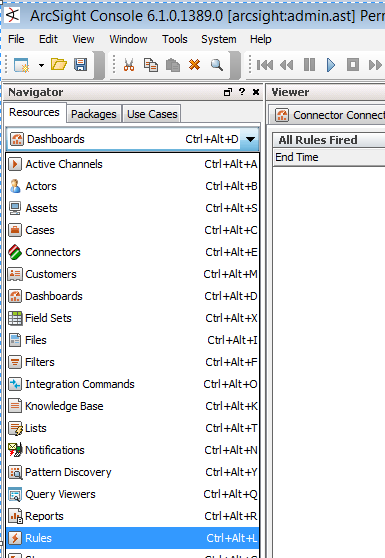 ArcSight Console 6.1.0.1389.0 [arcsight:admin.ast] Perr
File Edit View Window Tools System Help
Navigator
Viewer
Resources Packages Use Cases
Dashboards Ctrl+Alt+D
Connector Connect
All Rules Fired
End Time
Active Channels Ctrl+Alt+A
Actors Ctrl+Alt+B
Assets Ctrl+Alt+S
Cases Ctrl+Alt+C
Connectors Ctrl+Alt+E
Customers Ctrl+Alt+M
Dashboards Ctrl+Alt+D
Field Sets Ctrl+Alt+X
Files Ctrl+Alt+I
Filters Ctrl+Alt+F
Integration Commands Ctrl+Alt+O
Knowledge Base Ctrl+Alt+K
Lists Ctrl+Alt+T
Notifications Ctrl+Alt+N
Pattern Discovery Ctrl+Alt+Y
Query Viewers Ctrl+Alt+Q
Reports Ctrl+Alt+R
Rules Ctrl+Alt+L